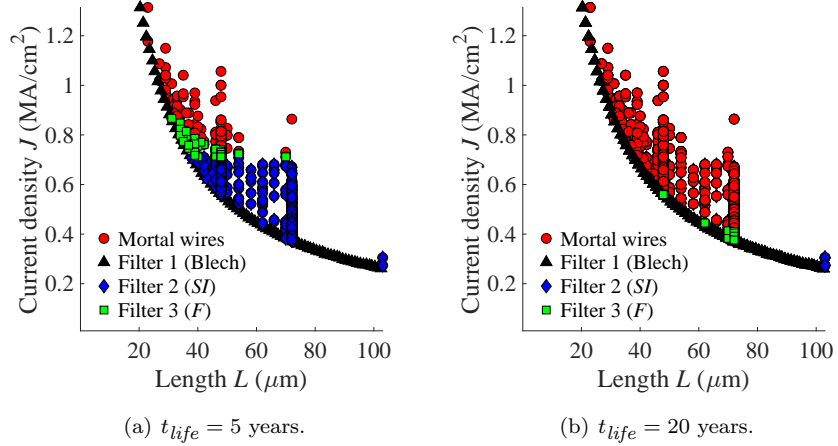 1.2
1
0.8
0.6
0.4
0.2
Current density J (MA/cm²)
Mortal wires
Filter 1 (Blech)
Filter 2 (SI)
Filter 3 (F)
20 40 60 80 100
Length L (μm)
(a) t_life = 5 years.
1.2
1
0.8
0.6
0.4
0.2
Current density J (MA/cm²)
Mortal wires
Filter 1 (Blech)
Filter 2 (SI)
Filter 3 (F)
20 40 60 80 100
Length L (μm)
(b) t_life = 20 years.